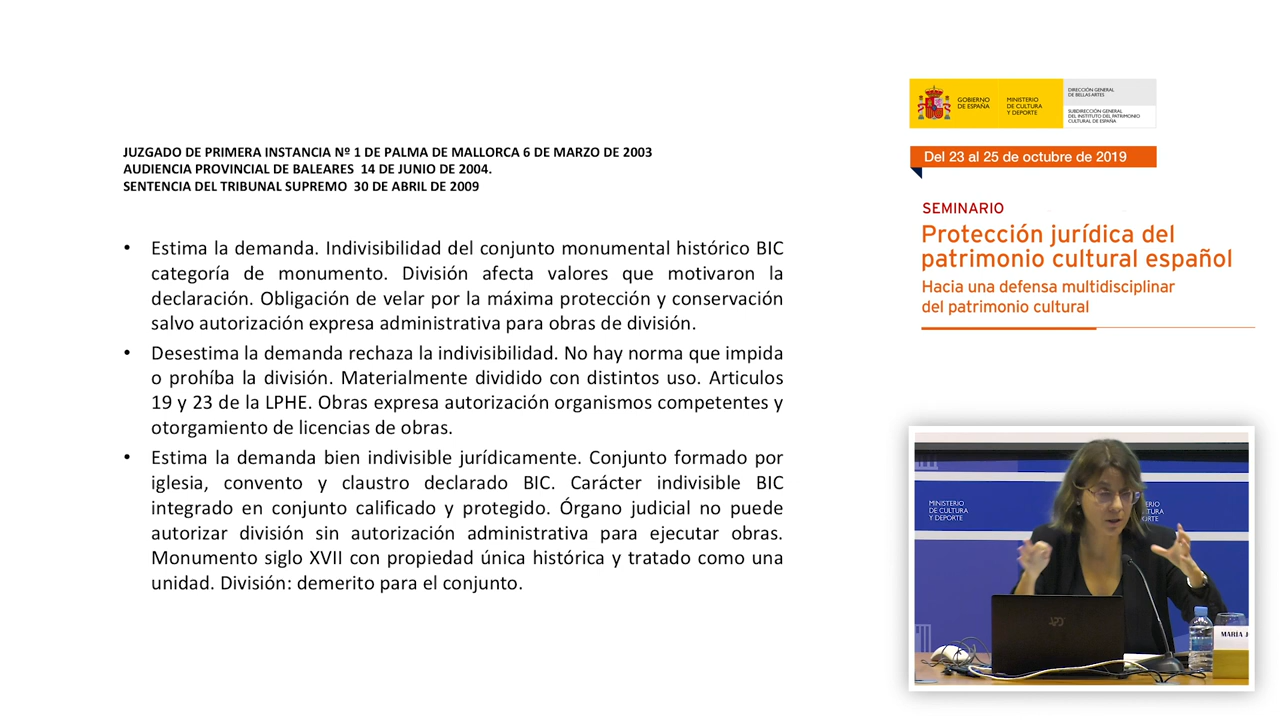 JUZGADO DE PRIMERA INSTANCIA Nº 1 DE PALMA DE MALLORCA 6 DE MARZO DE 2003
AUDIENCIA PROVINCIAL DE BALEARES 14 DE JUNIO DE 2004.
SENTENCIA DEL TRIBUNAL SUPREMO 30 DE ABRIL DE 2009
• Estima la demanda. Indivisibilidad del conjunto monumental histórico BIC
categoría de monumento. División afecta valores que motivaron la
declaración. Obligación de velar por la máxima protección y conservación
salvo autorización expresa administrativa para obras de división.
• Desestima la demanda rechaza la indivisibilidad. No hay norma que impida
o prohíba la división. Materialmente dividido con distintos uso. Articulos
19 y 23 de la LPHE. Obras expresa autorización organismos competentes y
otorgamiento de licencias de obras.
• Estima la demanda bien indivisible jurídicamente. Conjunto formado por
iglesia, convento y claustro declarado BIC. Carácter indivisible BIC
integrado en conjunto calificado y protegido. Órgano judicial no puede
autorizar división sin autorización administrativa para ejecutar obras.
Monumento siglo XVII con propiedad única histórica y tratado como una
unidad. División: demerito para el conjunto.
GOBIERNO
DE ESPAÑA
MINISTERIO
DE CULTURA
Y DEPORTE
DIRECCIÓN GENERAL
DE BELLAS ARTES
SUBDIRECCIÓN GENERAL
DEL INSTITUTO DEL PATRIMONIO
CULTURAL DE ESPAÑA
Del 23 al 25 de octubre de 2019
SEMINARIO
Protección jurídica del
patrimonio cultural español
Hacia una defensa multidisciplinar
del patrimonio cultural
MINISTERIO
DE CULTURA
Y DEPORTE
MARÍA J